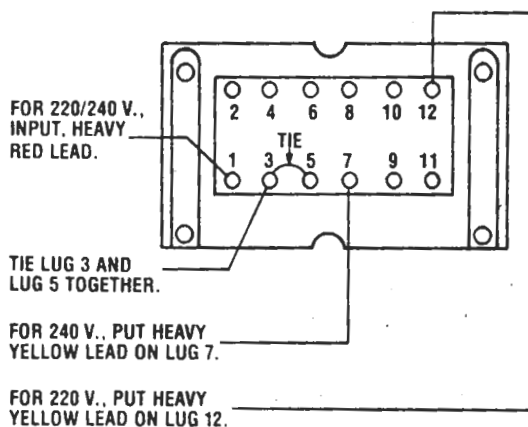 2 4 6 8 10 12
FOR 220/240 V.,
INPUT, HEAVY
RED LEAD.
TIE
1 3 5 7 9 11
TIE LUG 3 AND
LUG 5 TOGETHER.
FOR 240 V., PUT HEAVY
YELLOW LEAD ON LUG 7.
FOR 220 V., PUT HEAVY
YELLOW LEAD ON LUG 12.